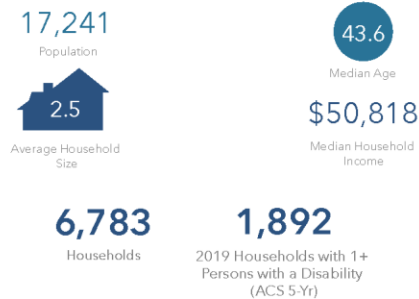 17,241
Population
43.6
Median Age
2.5
Average Household
Size
$50,818
Median Household
Income
6,783
Households
1,892
2019 Households with 1+
Persons with a Disability
(ACS 5-Yr)